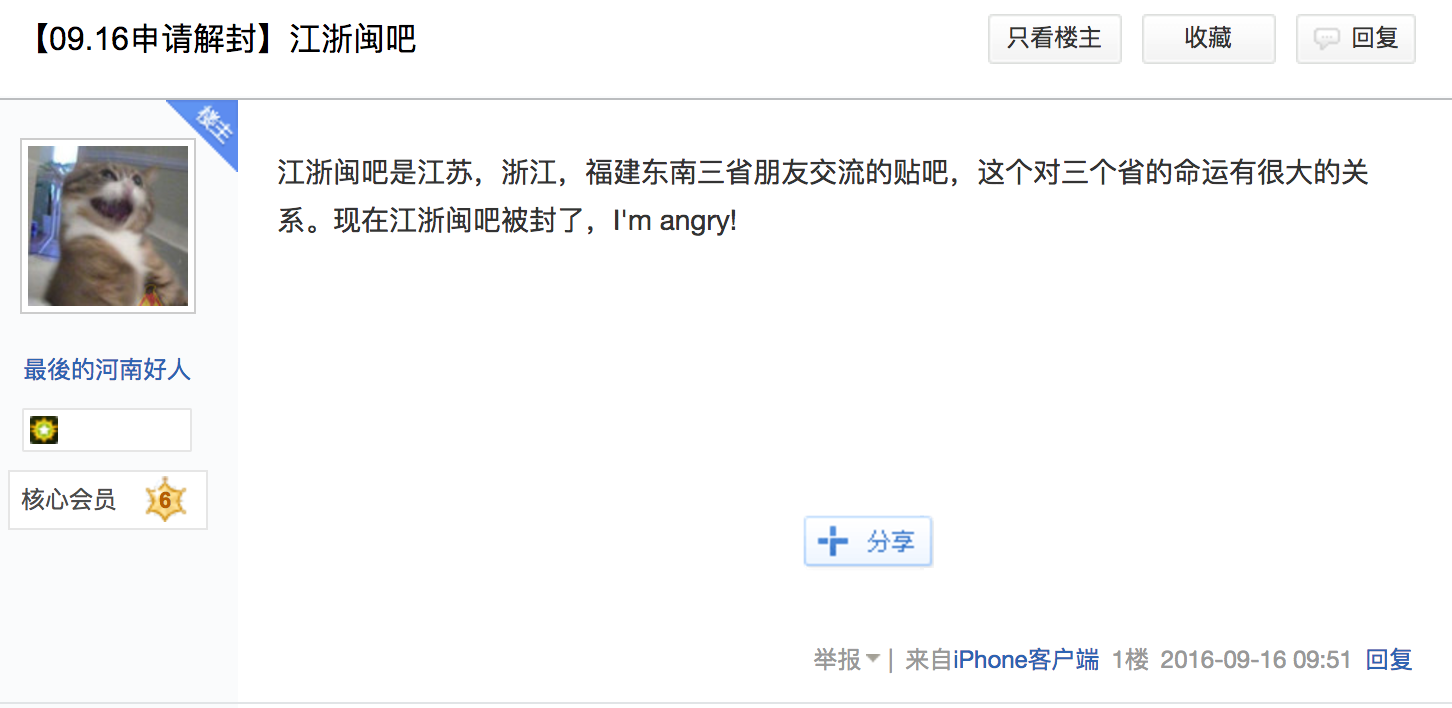 【09.16申请解封】江浙闽吧
只看楼主
收藏
回复
楼主
江浙闽吧是江苏，浙江，福建东南三省朋友交流的贴吧，这个对三个省的命运有很大的关
系。现在江浙闽吧被封了，I'm angry!
最後的河南好人
核心会员 6
分享
举报 | 来自iPhone客户端 1楼 2016-09-16 09:51 回复